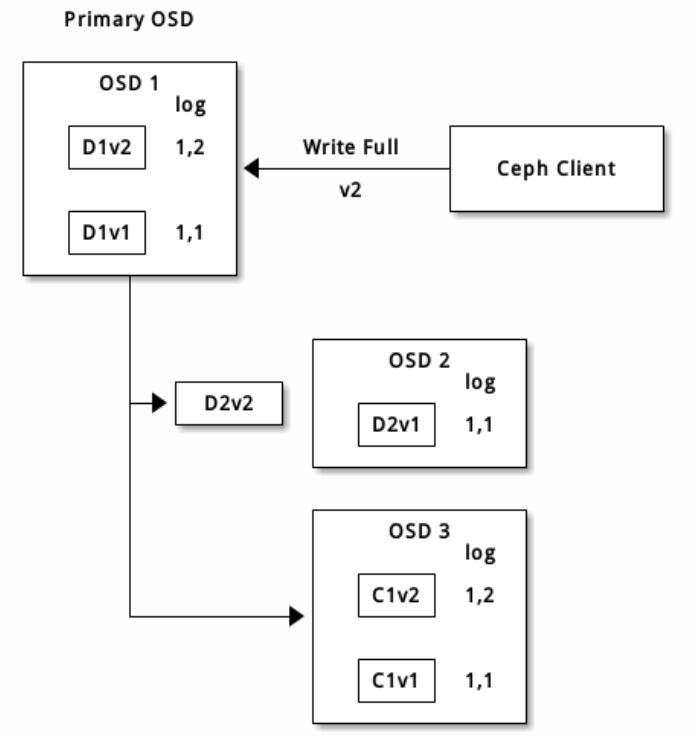 Primary OSD
OSD 1
log
D1v2 1,2
D1v1 1,1
Write Full
v2
Ceph Client
D2v2
OSD 2
log
D2v1 1,1
OSD 3
log
C1v2 1,2
C1v1 1,1